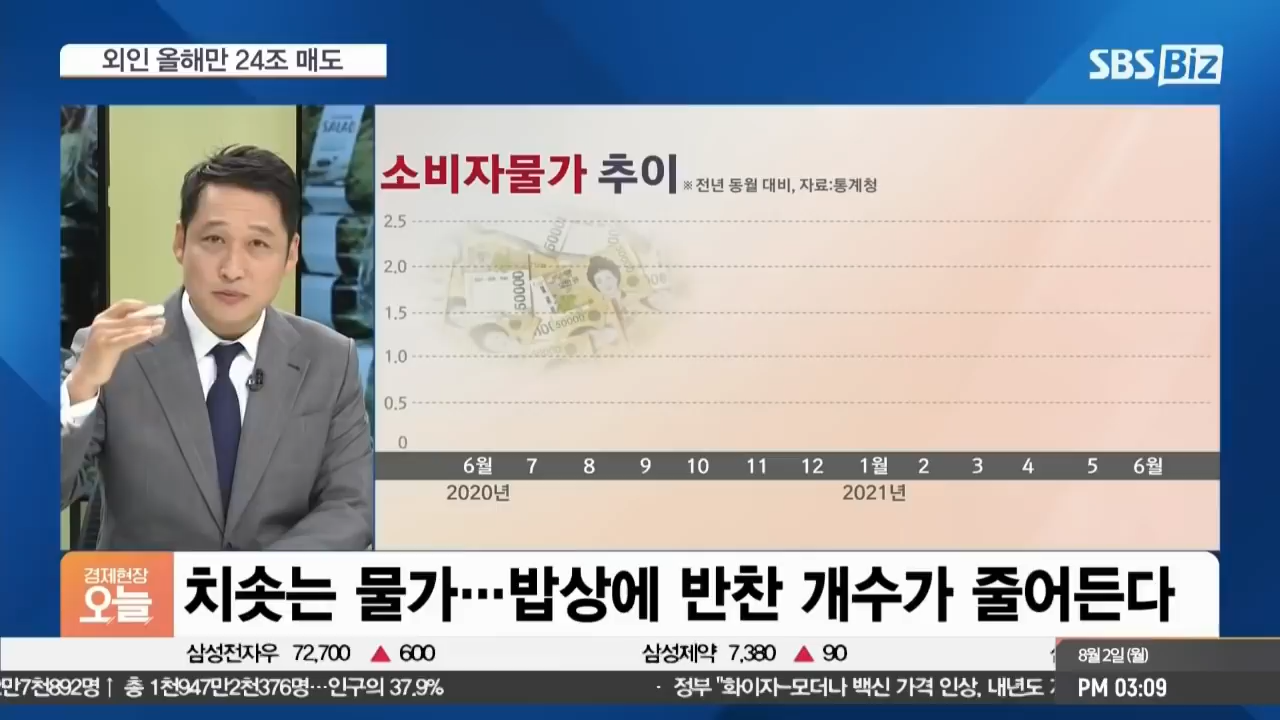 외인 올해만 24조 매도
SBS Biz
SALAD
소비자물가 추이 ※ 전년 동월 대비, 자료:통계청
2.5
2.0
1.5
1.0
0.5
0
50000
50000
50000
6월 7 8 9 10 11 12 1월 2 3 4 5 6월
2020년 2021년
경제현장
오늘
치솟는 물가…밥상에 반찬 개수가 줄어든다
삼성전자우 72,700 ▲ 600 삼성제약 7,380 ▲ 90
8월 2일 (월)
만7천892명↑ 총 1천947만2천376명…인구의 37.9% · 정부 "화이자-모더나 백신 가격 인상, 내년도
PM 03:09